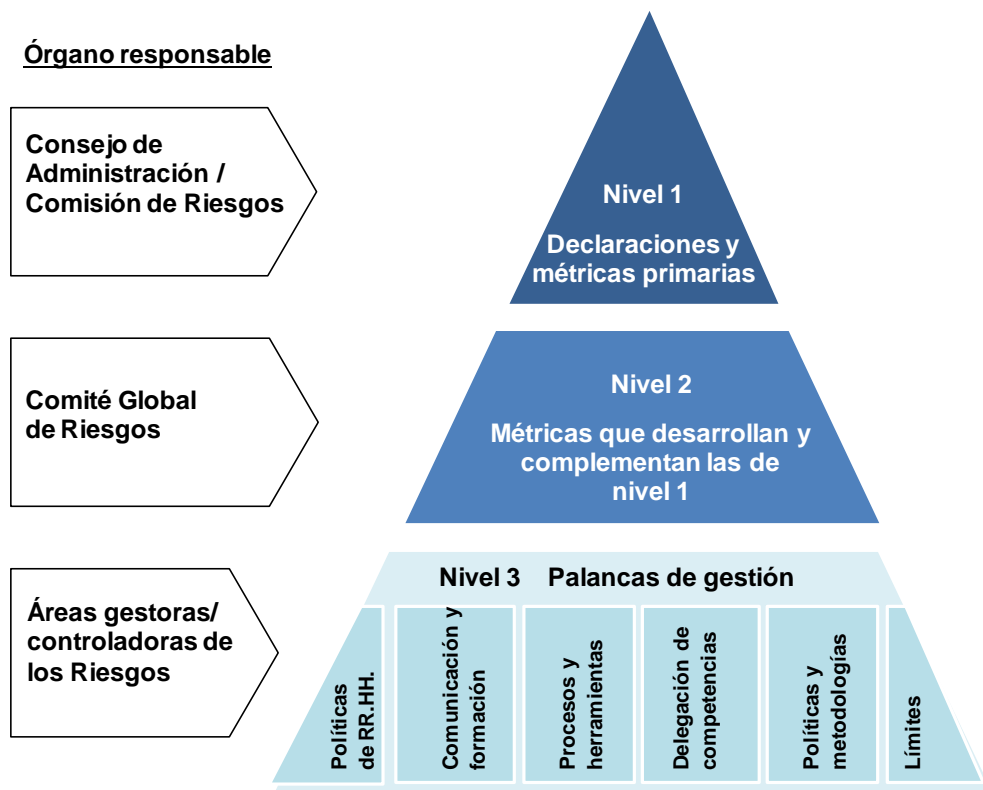 Órgano responsable
Consejo de
Administración /
Comisión de Riesgos
Nivel 1
Declaraciones y
métricas primarias
Comité Global
de Riesgos
Nivel 2
Métricas que desarrollan y
complementan las de
nivel 1
Áreas gestoras/
controladoras de
los Riesgos
Nivel 3 Palancas de gestión
Políticas
de RR.HH.
Comunicación y
formación
Procesos y
herramientas
Delegación de
competencias
Políticas y
metodologías
Límites